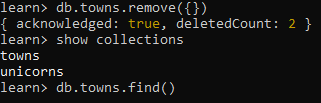 learn> db.towns.remove({})
{ acknowledged: true, deletedCount: 2 }
learn> show collections
towns
unicorns
learn> db.towns.find()